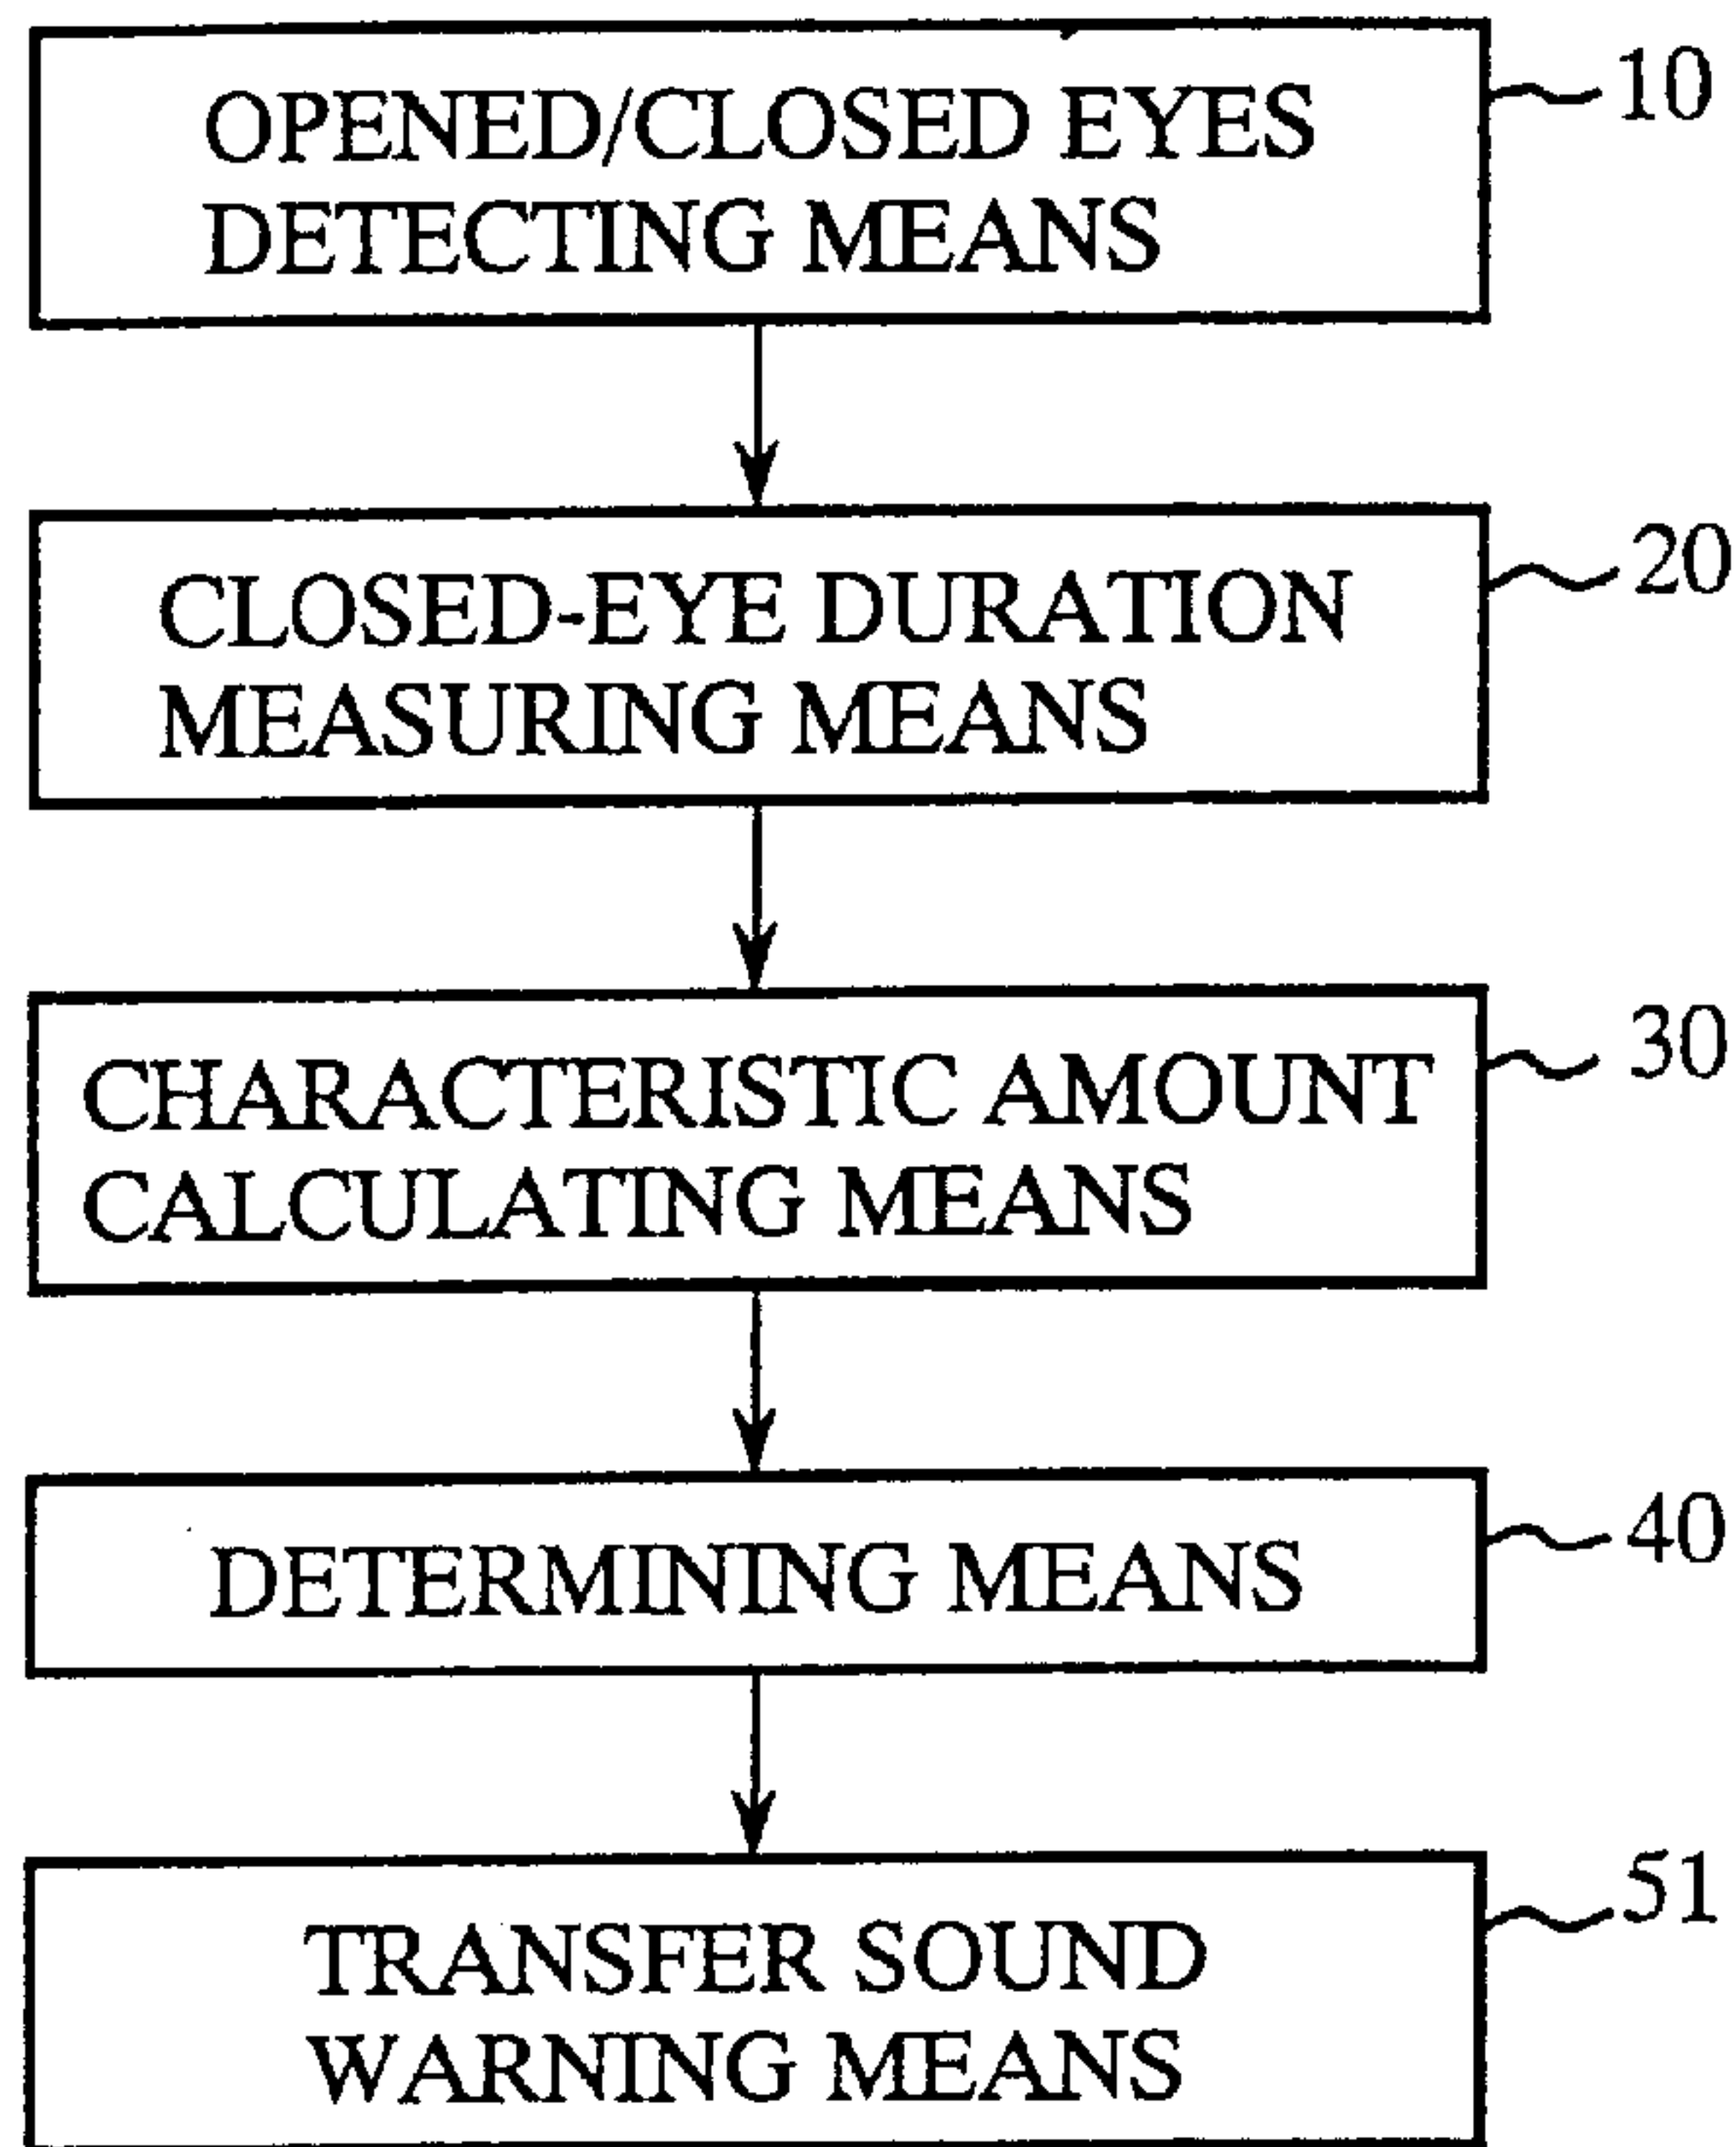 OPENED/CLOSED EYES
DETECTING MEANS
10
CLOSED-EYE DURATION
MEASURING MEANS
20
CHARACTERISTIC AMOUNT
CALCULATING MEANS
30
DETERMINING MEANS
40
TRANSFER SOUND
WARNING MEANS
51